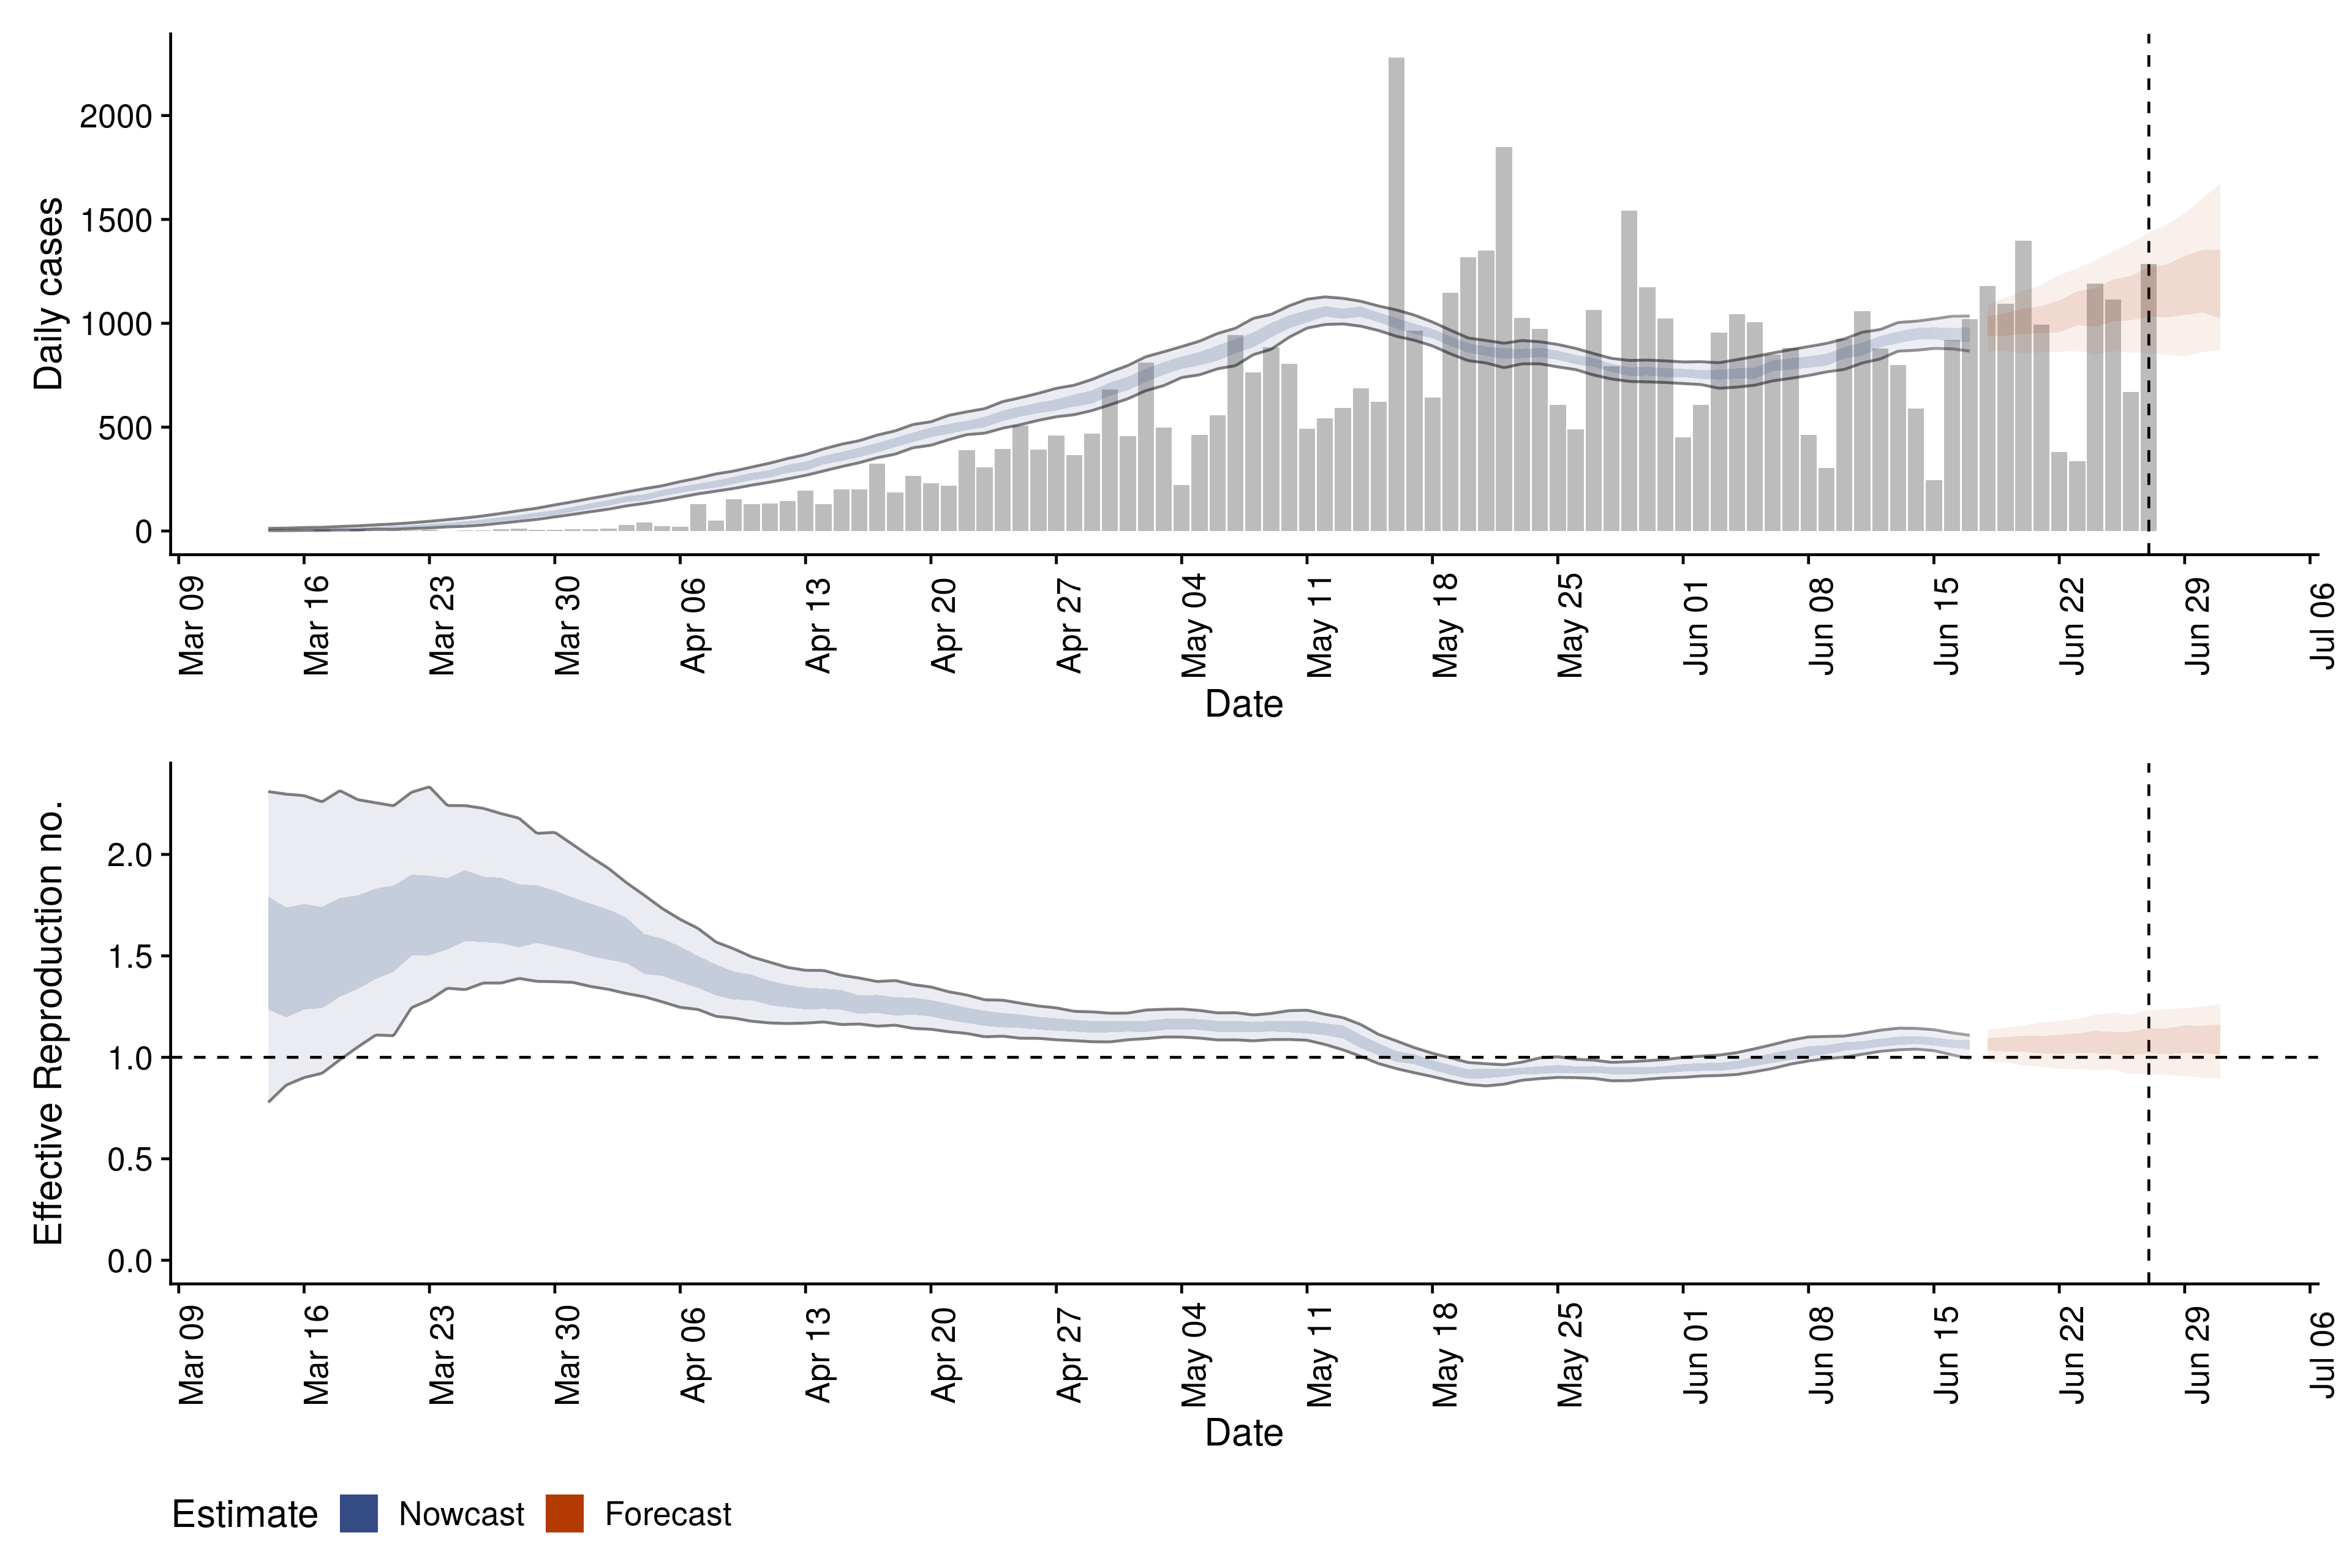 Daily cases
2000
1500
1000
500
0
Mar 09
Mar 16
Mar 23
Mar 30
Apr 06
Apr 13
Apr 20
Apr 27
May 04
May 11
May 18
May 25
Jun 01
Jun 08
Jun 15
Jun 22
Jun 29
Jul 06
Date
Effective Reproduction no.
2.0
1.5
1.0
0.5
0.0
Mar 09
Mar 16
Mar 23
Mar 30
Apr 06
Apr 13
Apr 20
Apr 27
May 04
May 11
May 18
May 25
Jun 01
Jun 08
Jun 15
Jun 22
Jun 29
Jul 06
Date
Estimate Nowcast Forecast